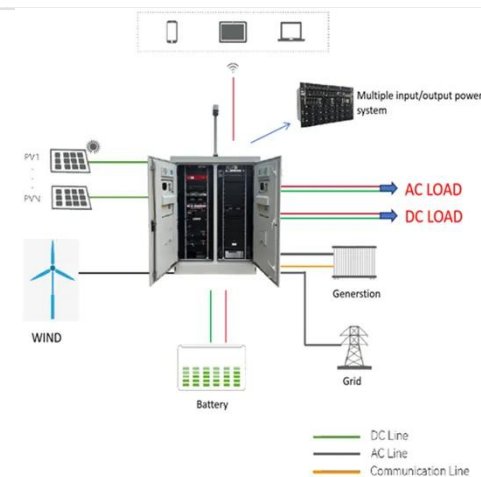 Multiple input/output power
system
PV1
PVN
AC LOAD
DC LOAD
Generstion
WIND
Grid
Battery
DC Line
AC Line
Communication Line